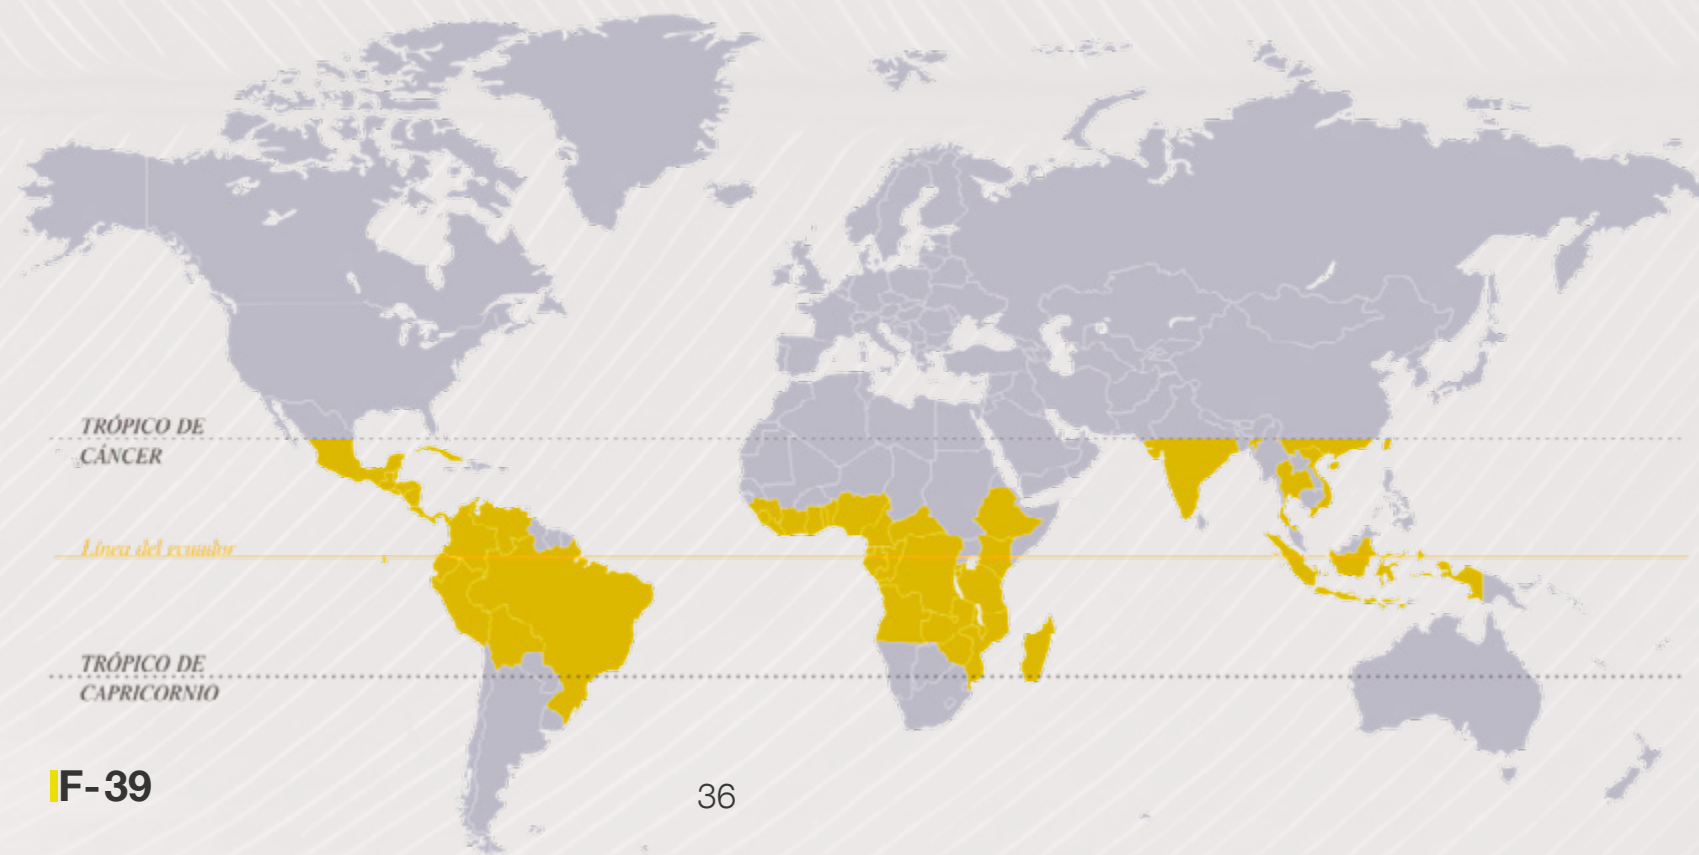 TRÓPICO DE
CÁNCER
Línea del ecuador
TRÓPICO DE
CAPRICORNIO
F-39
36